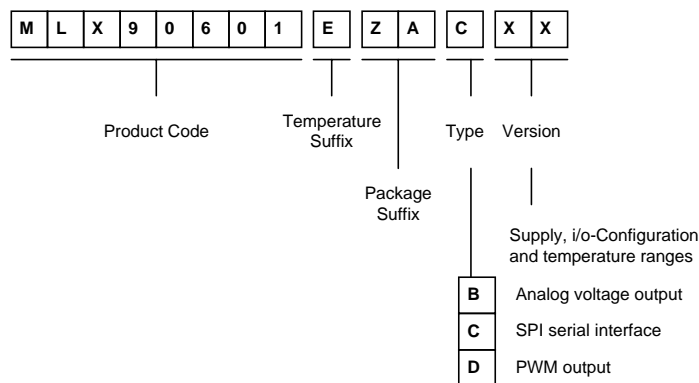 M L X 9 0 6 0 1 E Z A C X X
Product Code
Temperature
Suffix
Type
Version
Package
Suffix
Supply, i/o-Configuration
and temperature ranges
B Analog voltage output
C SPI serial interface
D PWM output